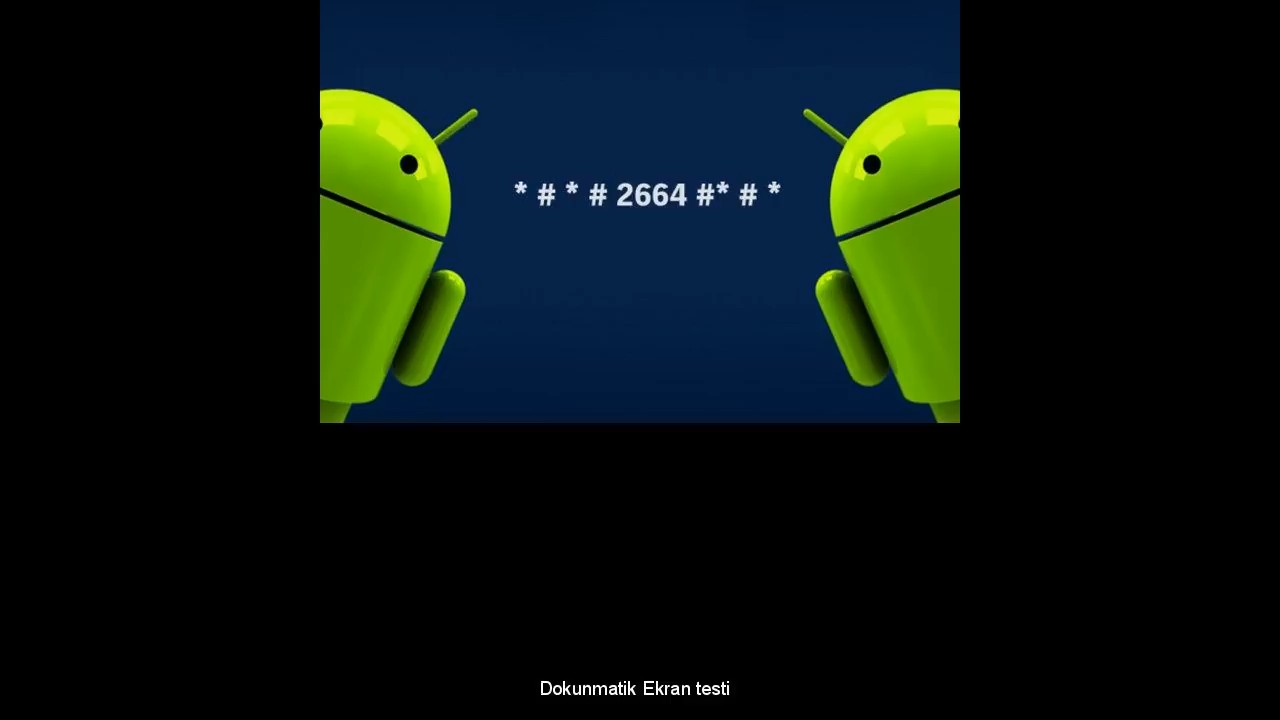 * # * # 2664 #* # *
Dokunmatik Ekran testi